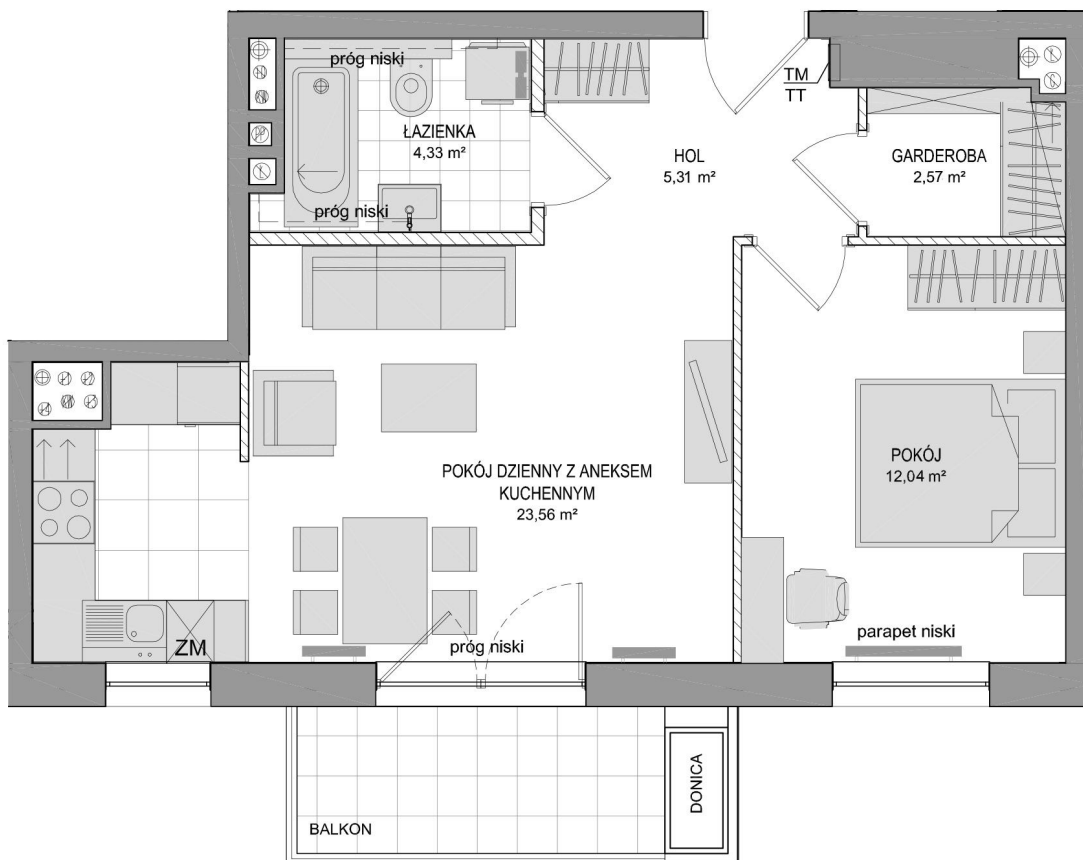 próg niski
TM
TT
ŁAZIENKA
4,33 m²
HOL
5,31 m²
GARDEROBA
2,57 m²
próg niski
POKÓJ DZIENNY Z ANEKSEM
KUCHENNYM
23,56 m²
POKÓJ
12,04 m²
ZM
próg niski
parapet niski
BALKON
DONICA